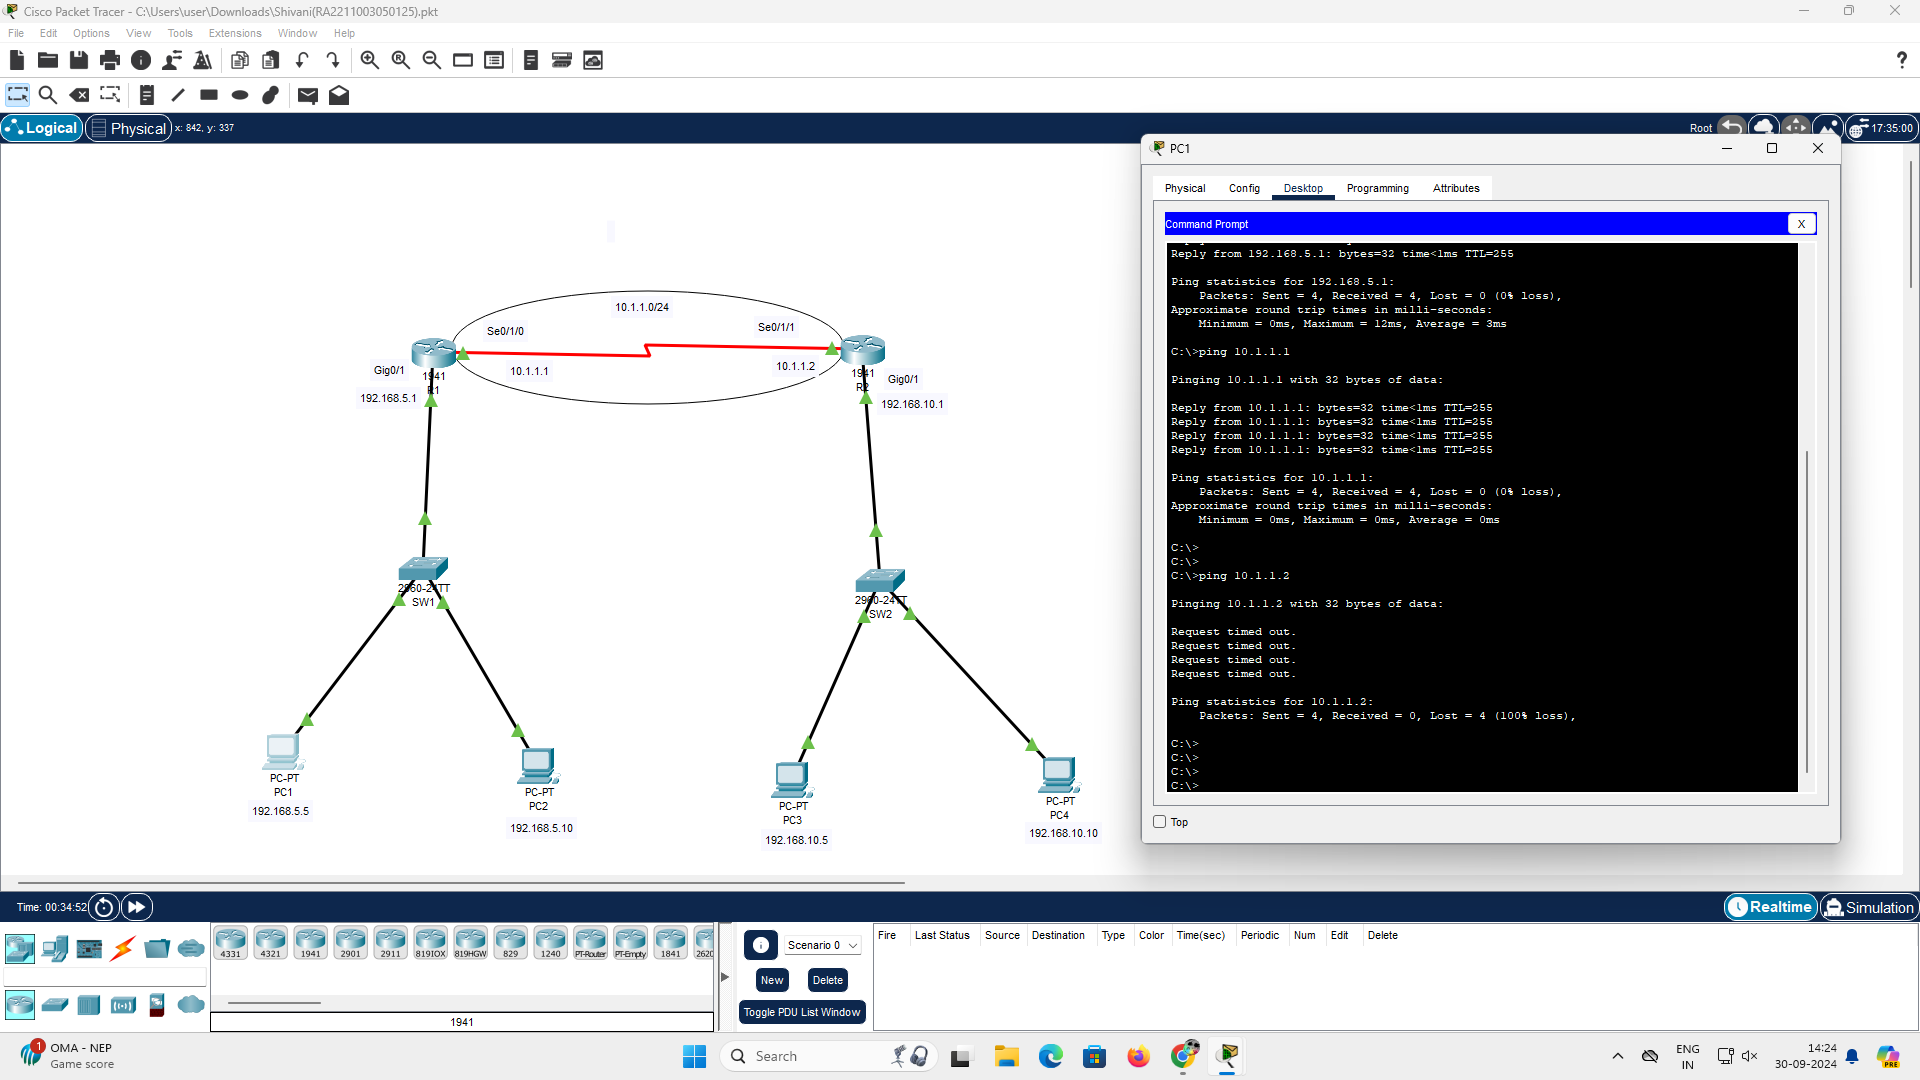 Cisco Packet Tracer - C:\Users\user\Downloads\Shivani(RA2211003050125).pkt
File Edit Options View Tools Extensions Window Help
Logical Physical x: 842, y: 337 Root 17:35:00
10.1.1.0/24
Se0/1/0 Se0/1/1
Gig0/1 10.1.1.1 10.1.1.2 Gig0/1
1941
R1
192.168.5.1
1941
R2
192.168.10.1
2960-24TT
SW1
2960-24TT
SW2
PC-PT
PC1
192.168.5.5
PC-PT
PC2
192.168.5.10
PC-PT
PC3
192.168.10.5
PC-PT
PC4
192.168.10.10
PC1
Physical Config Desktop Programming Attributes
Command Prompt X
Reply from 192.168.5.1: bytes=32 time<1ms TTL=255
Ping statistics for 192.168.5.1:
Packets: Sent = 4, Received = 4, Lost = 0 (0% loss),
Approximate round trip times in milli-seconds:
Minimum = 0ms, Maximum = 12ms, Average = 3ms
C:\>ping 10.1.1.1
Pinging 10.1.1.1 with 32 bytes of data:
Reply from 10.1.1.1: bytes=32 time<1ms TTL=255
Reply from 10.1.1.1: bytes=32 time<1ms TTL=255
Reply from 10.1.1.1: bytes=32 time<1ms TTL=255
Reply from 10.1.1.1: bytes=32 time<1ms TTL=255
Ping statistics for 10.1.1.1:
Packets: Sent = 4, Received = 4, Lost = 0 (0% loss),
Approximate round trip times in milli-seconds:
Minimum = 0ms, Maximum = 0ms, Average = 0ms
C:\>
C:\>
C:\>ping 10.1.1.2
Pinging 10.1.1.2 with 32 bytes of data:
Request timed out.
Request timed out.
Request timed out.
Request timed out.
Ping statistics for 10.1.1.2:
Packets: Sent = 4, Received = 0, Lost = 4 (100% loss),
C:\>
C:\>
C:\>
C:\>
Top
Time: 00:34:52 Realtime Simulation
4331 4321 1941 2901 2911 819IOX 819HGW 829 1240 PT-Router PT-Empty 1841 2620
1941
Scenario 0
New Delete
Toggle PDU List Window
Fire Last Status Source Destination Type Color Time(sec) Periodic Num Edit Delete
1 OMA - NEP
Game score
Search
ENG
IN
14:24
30-09-2024
PRE